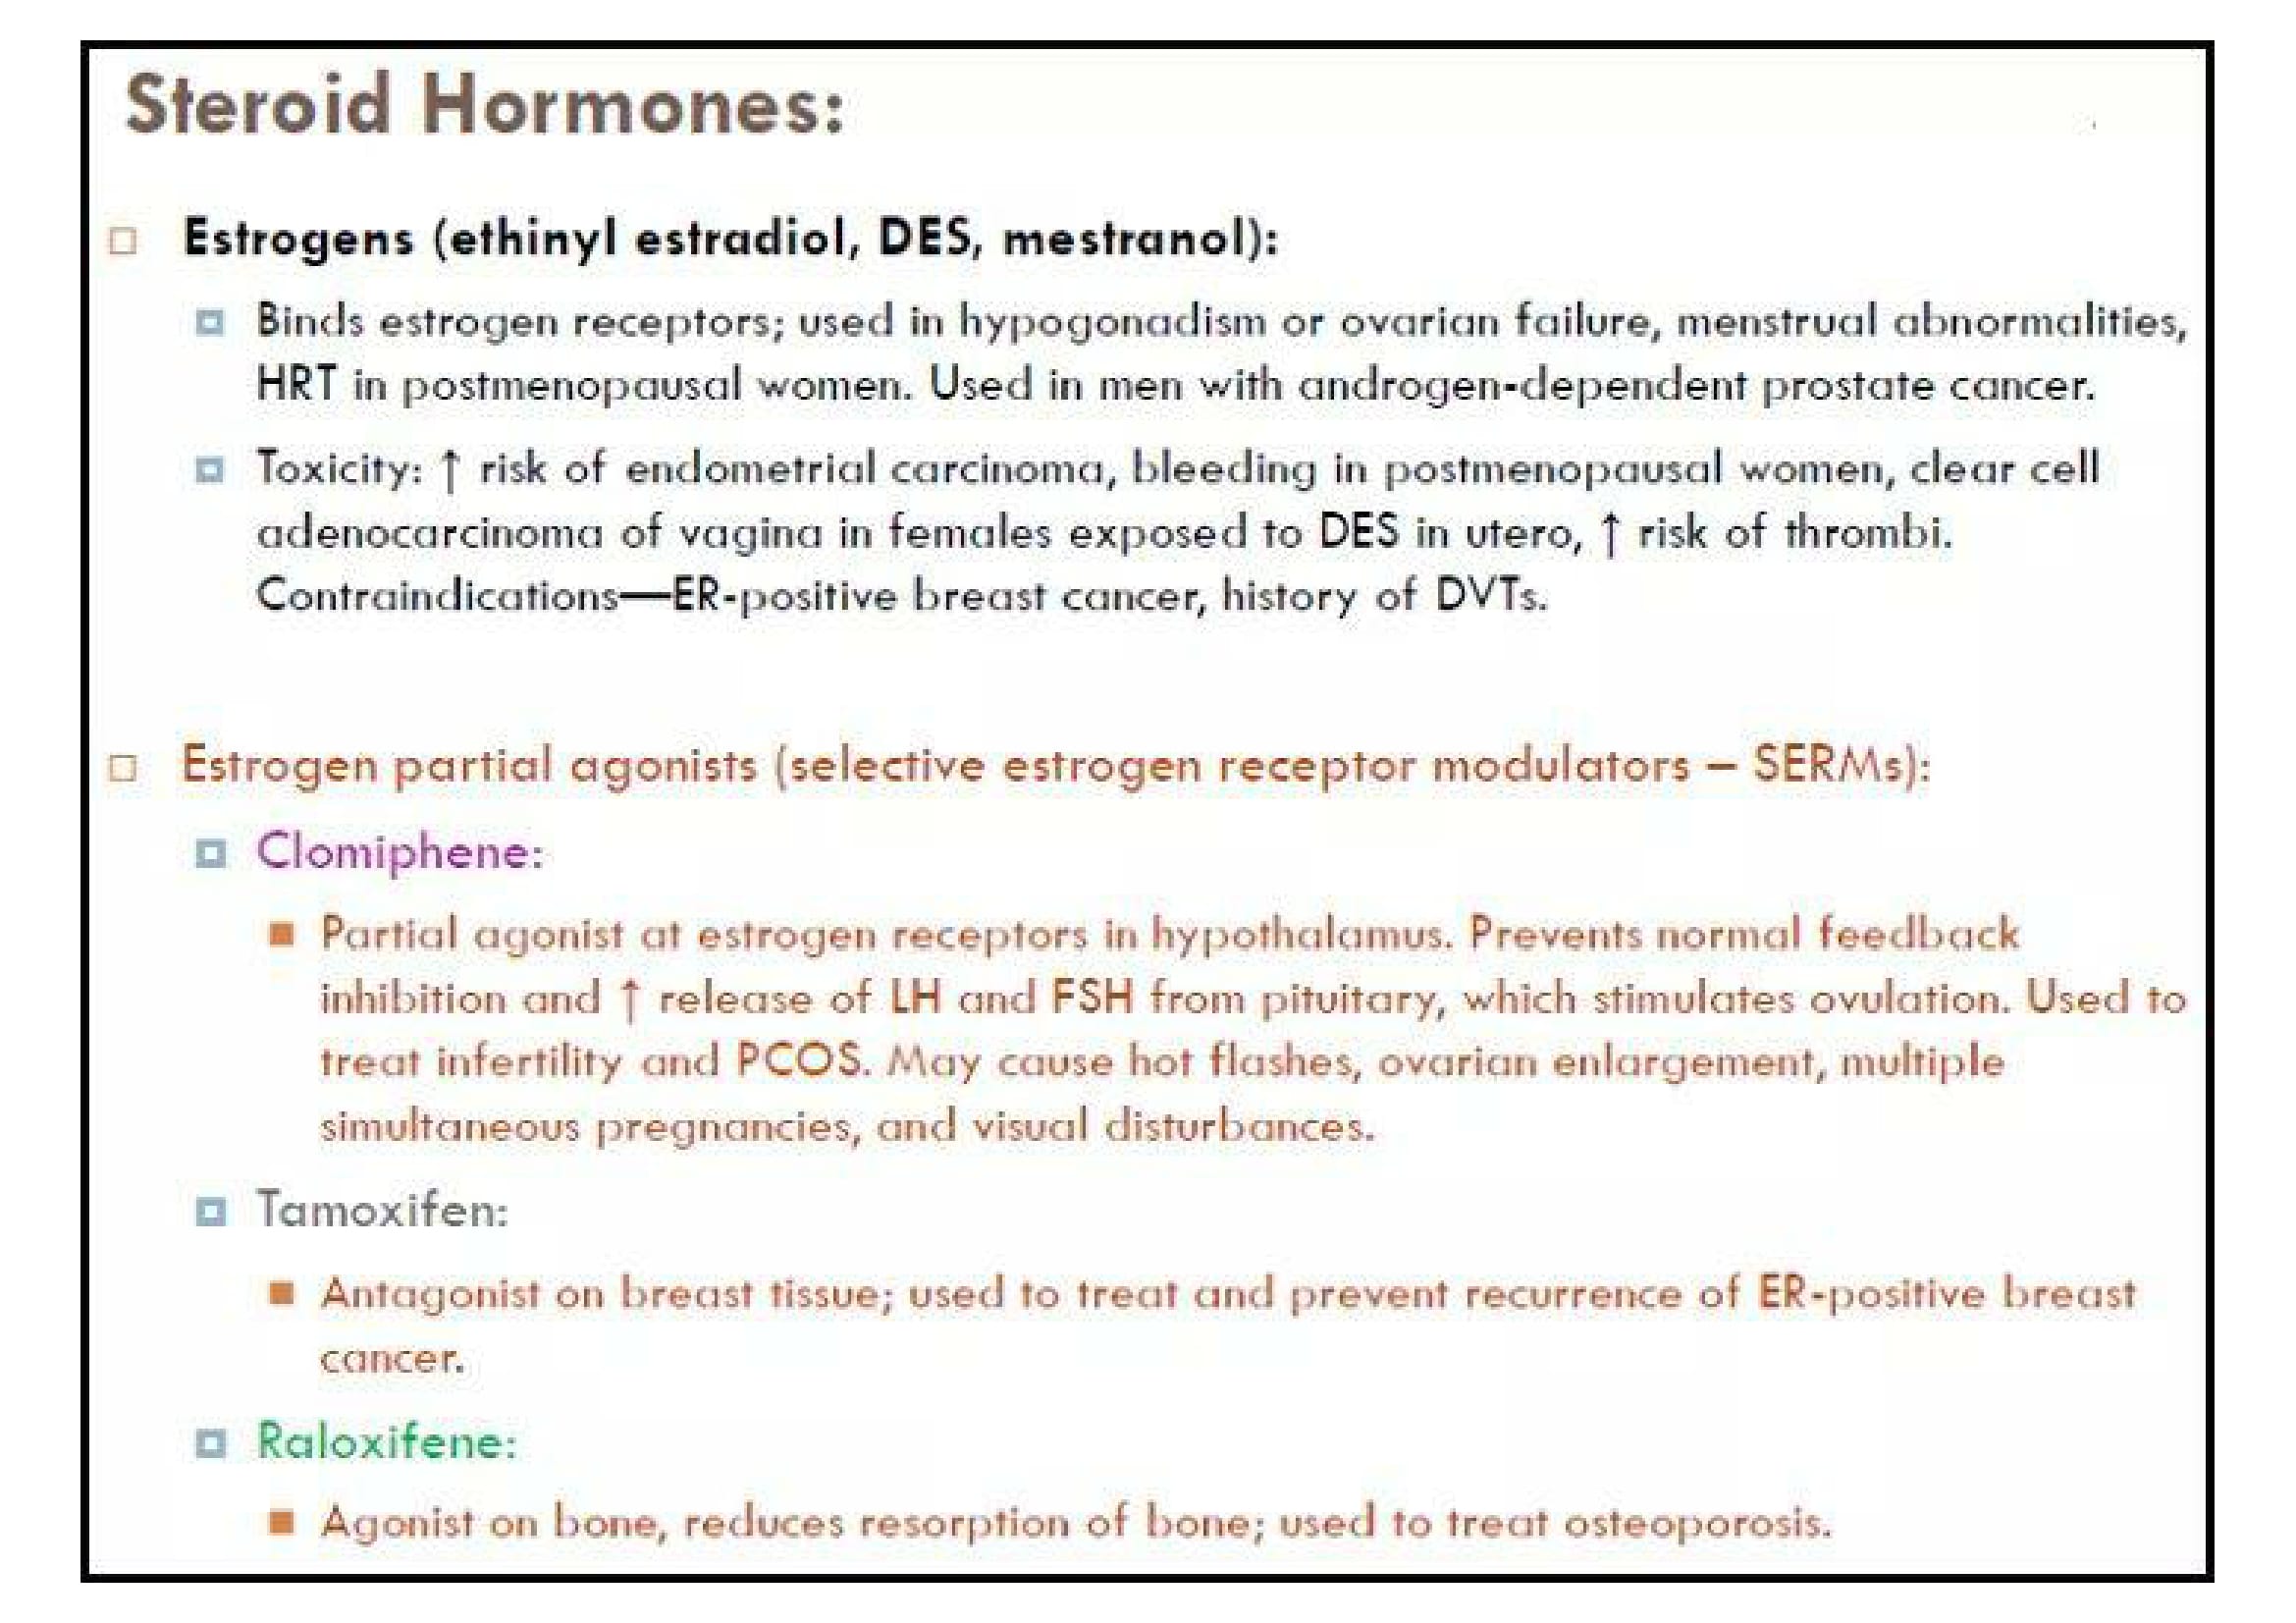 Steroid Hormones:
Estrogens (ethinyl estradiol, DES, mestranol):
Binds estrogen receptors; used in hypogonadism or ovarian failure, menstrual abnormalities,
HRT in postmenopausal women. Used in men with androgen-dependent prostate cancer.
Toxicity: ↑ risk of endometrial carcinoma, bleeding in postmenopausal women, clear cell
adenocarcinoma of vagina in females exposed to DES in utero, ↑ risk of thrombi.
Contraindications—ER-positive breast cancer, history of DVTs.
Estrogen partial agonists (selective estrogen receptor modulators – SERMs):
Clomiphene:
Partial agonist at estrogen receptors in hypothalamus. Prevents normal feedback
inhibition and ↑ release of LH and FSH from pituitary, which stimulates ovulation. Used to
treat infertility and PCOS. May cause hot flashes, ovarian enlargement, multiple
simultaneous pregnancies, and visual disturbances.
Tamoxifen:
Antagonist on breast tissue; used to treat and prevent recurrence of ER-positive breast
cancer.
Raloxifene:
Agonist on bone, reduces resorption of bone; used to treat osteoporosis.